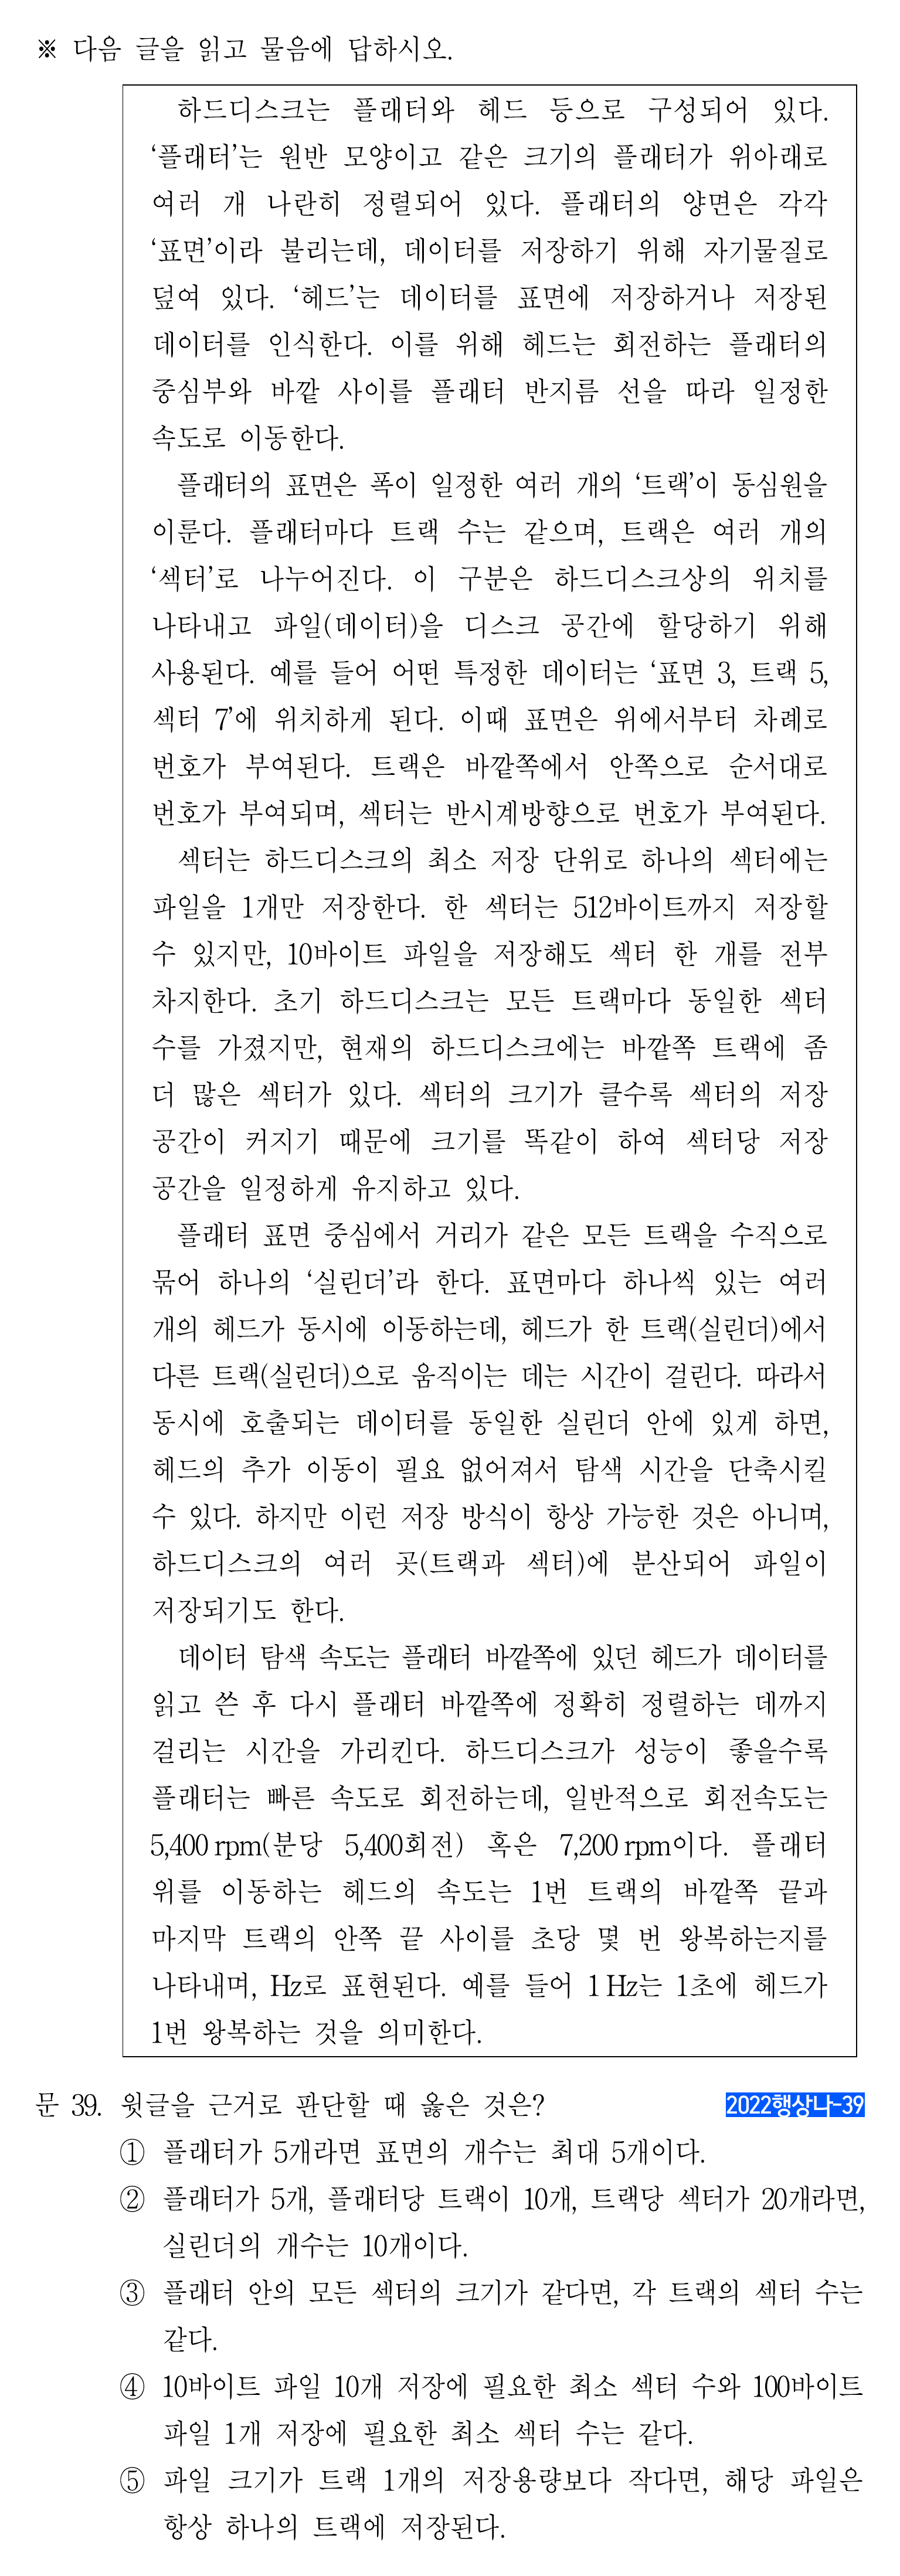 ※ 다음 글을 읽고 물음에 답하시오.
하드디스크는 플래터와 헤드 등으로 구성되어 있다.
‘플래터’는 원반 모양이고 같은 크기의 플래터가 위아래로
여러 개 나란히 정렬되어 있다. 플래터의 양면은 각각
‘표면’이라 불리는데, 데이터를 저장하기 위해 자기물질로
덮여 있다. ‘헤드’는 데이터를 표면에 저장하거나 저장된
데이터를 인식한다. 이를 위해 헤드는 회전하는 플래터의
중심부와 바깥 사이를 플래터 반지름 선을 따라 일정한
속도로 이동한다.
플래터의 표면은 폭이 일정한 여러 개의 ‘트랙’이 동심원을
이룬다. 플래터마다 트랙 수는 같으며, 트랙은 여러 개의
‘섹터’로 나누어진다. 이 구분은 하드디스크상의 위치를
나타내고 파일(데이터)을 디스크 공간에 할당하기 위해
사용된다. 예를 들어 어떤 특정한 데이터는 ‘표면 3, 트랙 5,
섹터 7’에 위치하게 된다. 이때 표면은 위에서부터 차례로
번호가 부여된다. 트랙은 바깥쪽에서 안쪽으로 순서대로
번호가 부여되며, 섹터는 반시계방향으로 번호가 부여된다.
섹터는 하드디스크의 최소 저장 단위로 하나의 섹터에는
파일을 1개만 저장한다. 한 섹터는 512바이트까지 저장할
수 있지만, 10바이트 파일을 저장해도 섹터 한 개를 전부
차지한다. 초기 하드디스크는 모든 트랙마다 동일한 섹터
수를 가졌지만, 현재의 하드디스크에는 바깥쪽 트랙에 좀
더 많은 섹터가 있다. 섹터의 크기가 클수록 섹터의 저장
공간이 커지기 때문에 크기를 똑같이 하여 섹터당 저장
공간을 일정하게 유지하고 있다.
플래터 표면 중심에서 거리가 같은 모든 트랙을 수직으로
묶어 하나의 ‘실린더’라 한다. 표면마다 하나씩 있는 여러
개의 헤드가 동시에 이동하는데, 헤드가 한 트랙(실린더)에서
다른 트랙(실린더)으로 움직이는 데는 시간이 걸린다. 따라서
동시에 호출되는 데이터를 동일한 실린더 안에 있게 하면,
헤드의 추가 이동이 필요 없어져서 탐색 시간을 단축시킬
수 있다. 하지만 이런 저장 방식이 항상 가능한 것은 아니며,
하드디스크의 여러 곳(트랙과 섹터)에 분산되어 파일이
저장되기도 한다.
데이터 탐색 속도는 플래터 바깥쪽에 있던 헤드가 데이터를
읽고 쓴 후 다시 플래터 바깥쪽에 정확히 정렬하는 데까지
걸리는 시간을 가리킨다. 하드디스크가 성능이 좋을수록
플래터는 빠른 속도로 회전하는데, 일반적으로 회전속도는
5,400 rpm(분당 5,400회전) 혹은 7,200 rpm이다. 플래터
위를 이동하는 헤드의 속도는 1번 트랙의 바깥쪽 끝과
마지막 트랙의 안쪽 끝 사이를 초당 몇 번 왕복하는지를
나타내며, Hz로 표현된다. 예를 들어 1 Hz는 1초에 헤드가
1번 왕복하는 것을 의미한다.
문 39. 윗글을 근거로 판단할 때 옳은 것은? 2022행상나-39
① 플래터가 5개라면 표면의 개수는 최대 5개이다.
② 플래터가 5개, 플래터당 트랙이 10개, 트랙당 섹터가 20개라면,
실린더의 개수는 10개이다.
③ 플래터 안의 모든 섹터의 크기가 같다면, 각 트랙의 섹터 수는
같다.
④ 10바이트 파일 10개 저장에 필요한 최소 섹터 수와 100바이트
파일 1개 저장에 필요한 최소 섹터 수는 같다.
⑤ 파일 크기가 트랙 1개의 저장용량보다 작다면, 해당 파일은
항상 하나의 트랙에 저장된다.